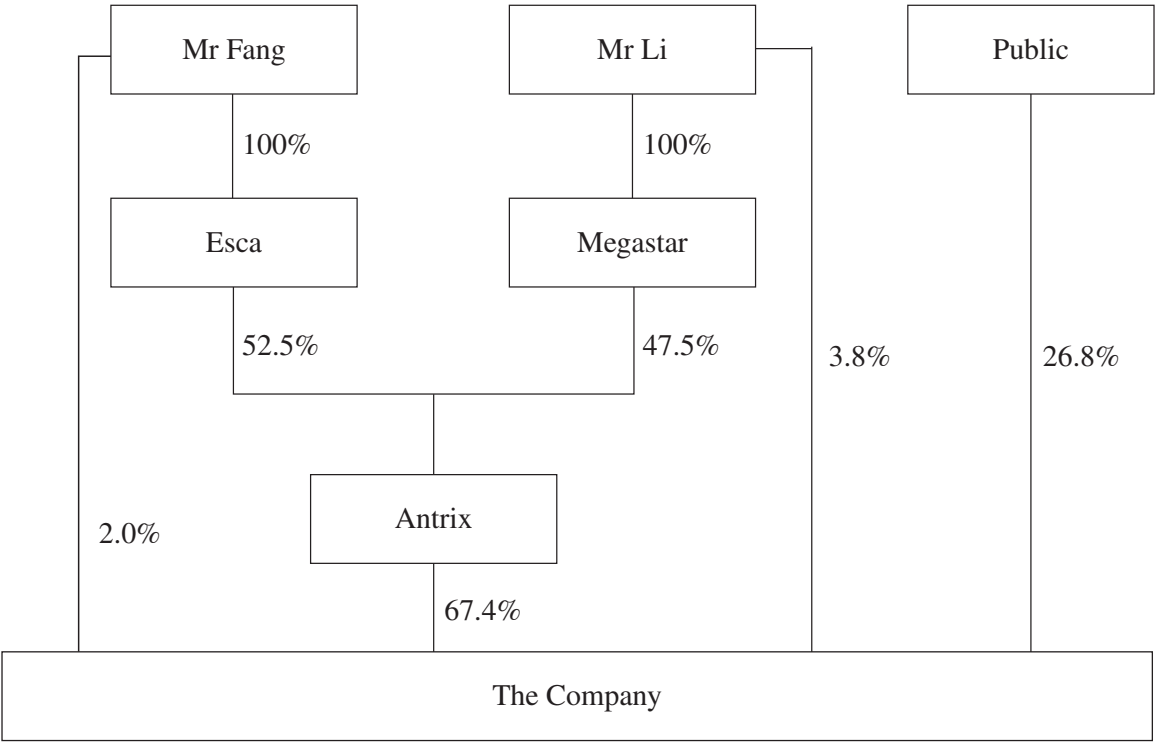 Mr Fang
Mr Li
Public
100%
100%
Esca
Megastar
52.5%
47.5%
3.8%
26.8%
Antrix
2.0%
67.4%
The Company